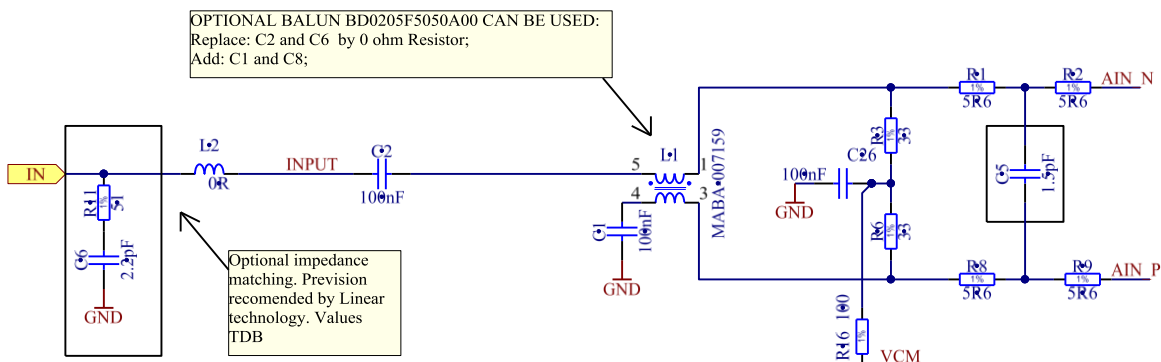 OPTIONAL BALUN BD0205F5050A00 CAN BE USED:
Replace: C2 and C6  by 0 ohm Resistor;
Add: C1 and C8;
IN
R11
1%
51
C6
2.2pF
GND
L2
0R
INPUT
C2
100nF
Optional impedance
matching. Prevision
recomended by Linear
technology. Values
TDB
5
4
L1
1
3
MABA-007159
C1
100nF
GND
100nF
C26
GND
R3
1%
33
R6
1%
33
R16
100
1%
VCM
R1
1%
5R6
R2
1%
5R6
AIN_N
C5
1.5pF
R8
1%
5R6
R9
1%
5R6
AIN_P